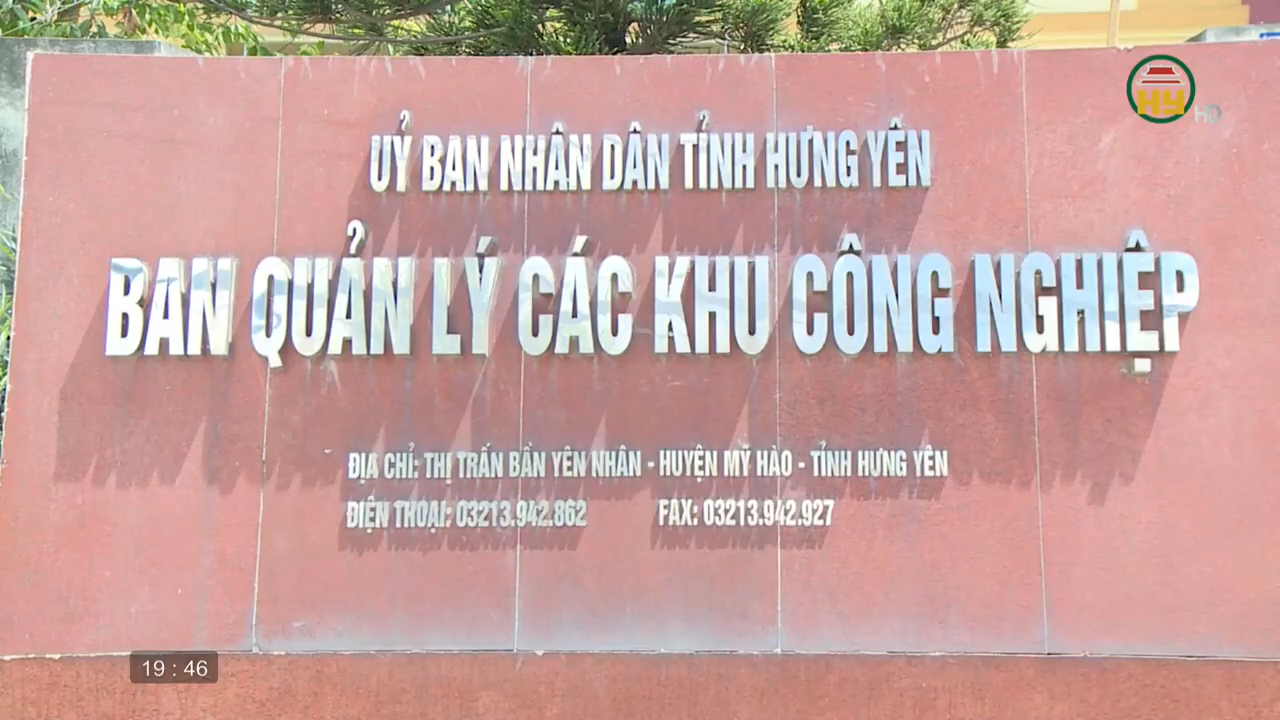 HY HD
UỶ BAN NHÂN DÂN TỈNH HƯNG YÊN
BAN QUẢN LÝ CÁC KHU CÔNG NGHIỆP
ĐỊA CHỈ: THỊ TRẤN BẦN YÊN NHÂN - HUYỆN MỸ HÀO - TỈNH HƯNG YÊN
ĐIỆN THOẠI: 03213.942.862 FAX: 03213.942.927
19 : 46